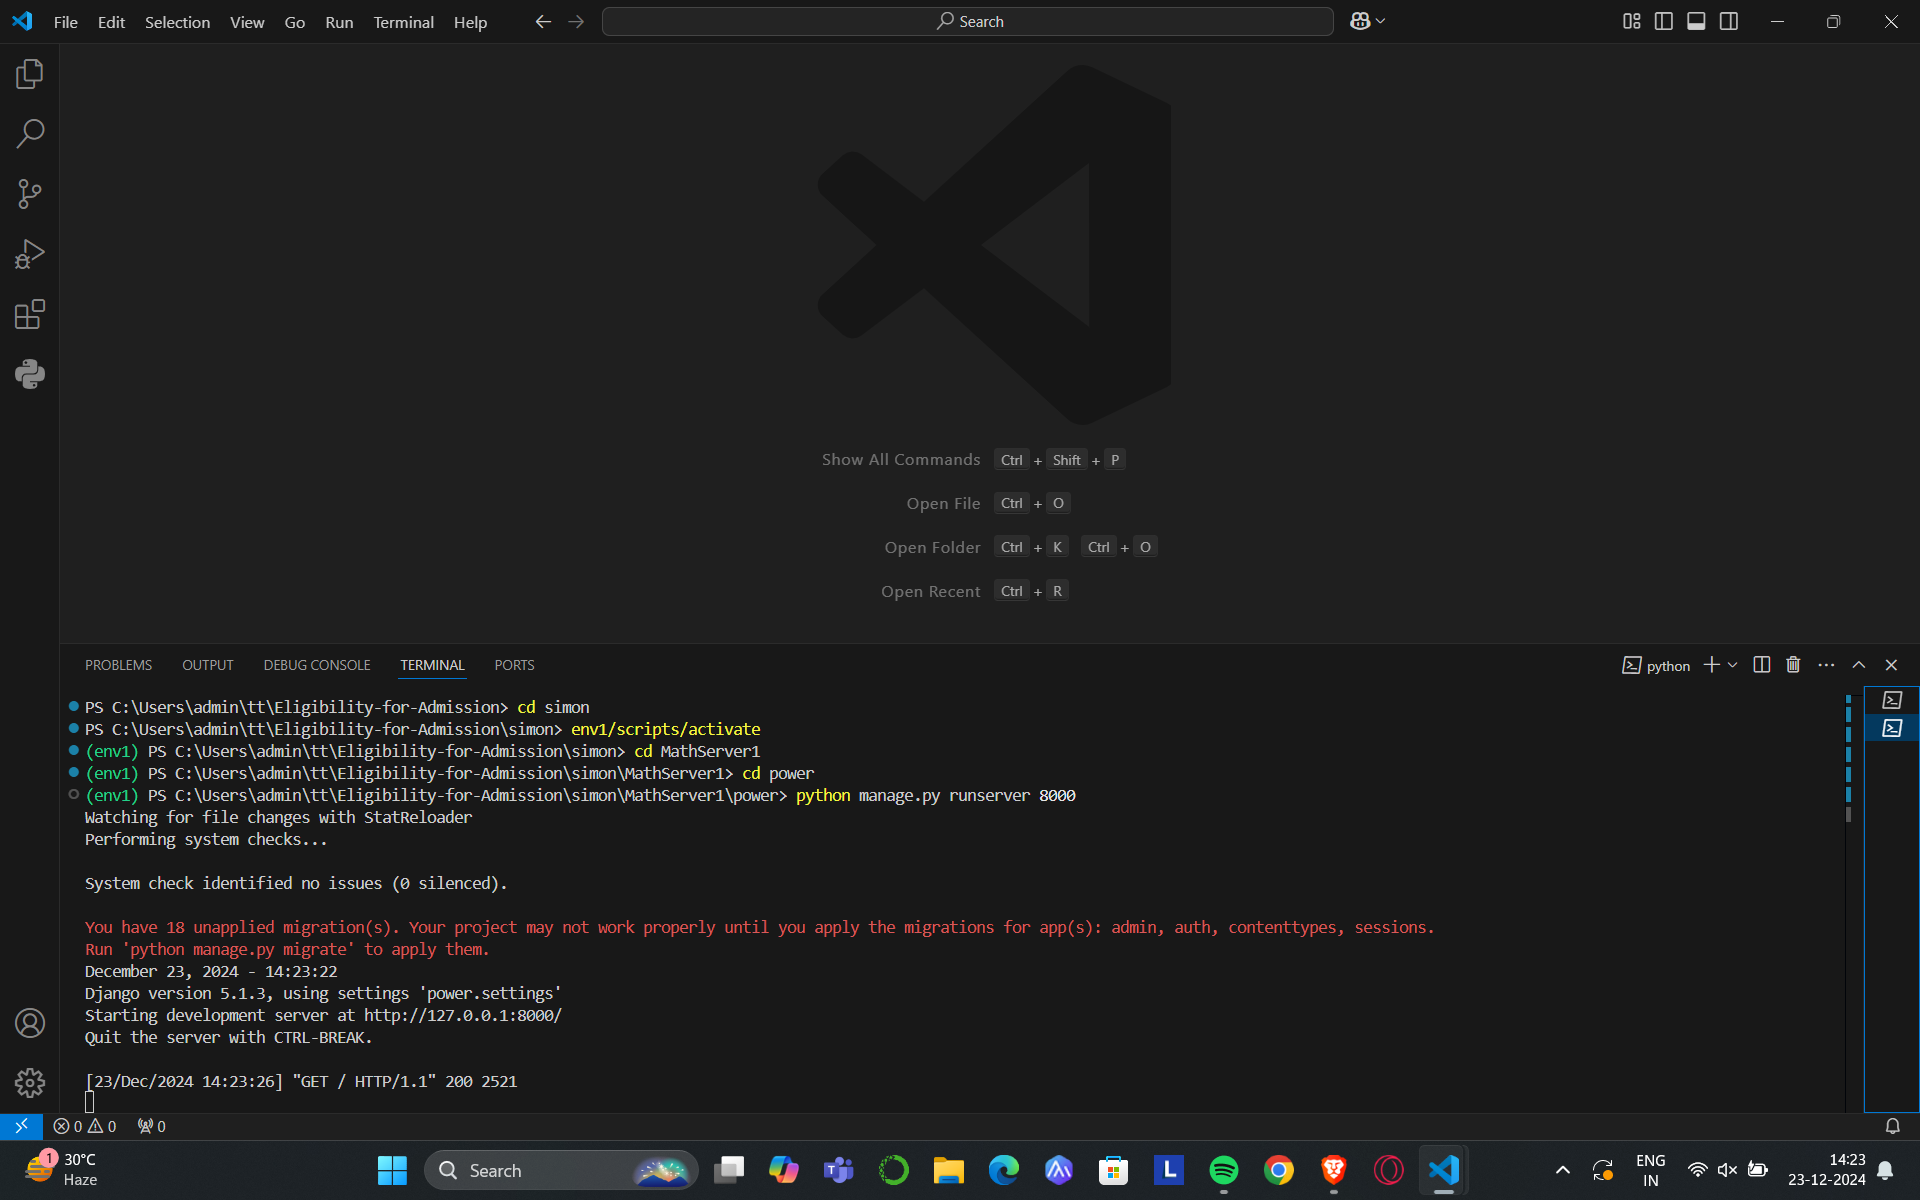 File Edit Selection View Go Run Terminal Help
Search
Show All Commands Ctrl + Shift + P
Open File Ctrl + O
Open Folder Ctrl + K Ctrl + O
Open Recent Ctrl + R
PROBLEMS OUTPUT DEBUG CONSOLE TERMINAL PORTS
python
PS C:\Users\admin\tt\Eligibility-for-Admission> cd simon
PS C:\Users\admin\tt\Eligibility-for-Admission\simon> env1/scripts/activate
(env1) PS C:\Users\admin\tt\Eligibility-for-Admission\simon> cd MathServer1
(env1) PS C:\Users\admin\tt\Eligibility-for-Admission\simon\MathServer1> cd power
(env1) PS C:\Users\admin\tt\Eligibility-for-Admission\simon\MathServer1\power> python manage.py runserver 8000
Watching for file changes with StatReloader
Performing system checks...
System check identified no issues (0 silenced).
You have 18 unapplied migration(s). Your project may not work properly until you apply the migrations for app(s): admin, auth, contenttypes, sessions.
Run 'python manage.py migrate' to apply them.
December 23, 2024 - 14:23:22
Django version 5.1.3, using settings 'power.settings'
Starting development server at http://127.0.0.1:8000/
Quit the server with CTRL-BREAK.
[23/Dec/2024 14:23:26] "GET / HTTP/1.1" 200 2521
0 0 0
1
30°C
Haze
Search
L
ENG
IN
14:23
23-12-2024